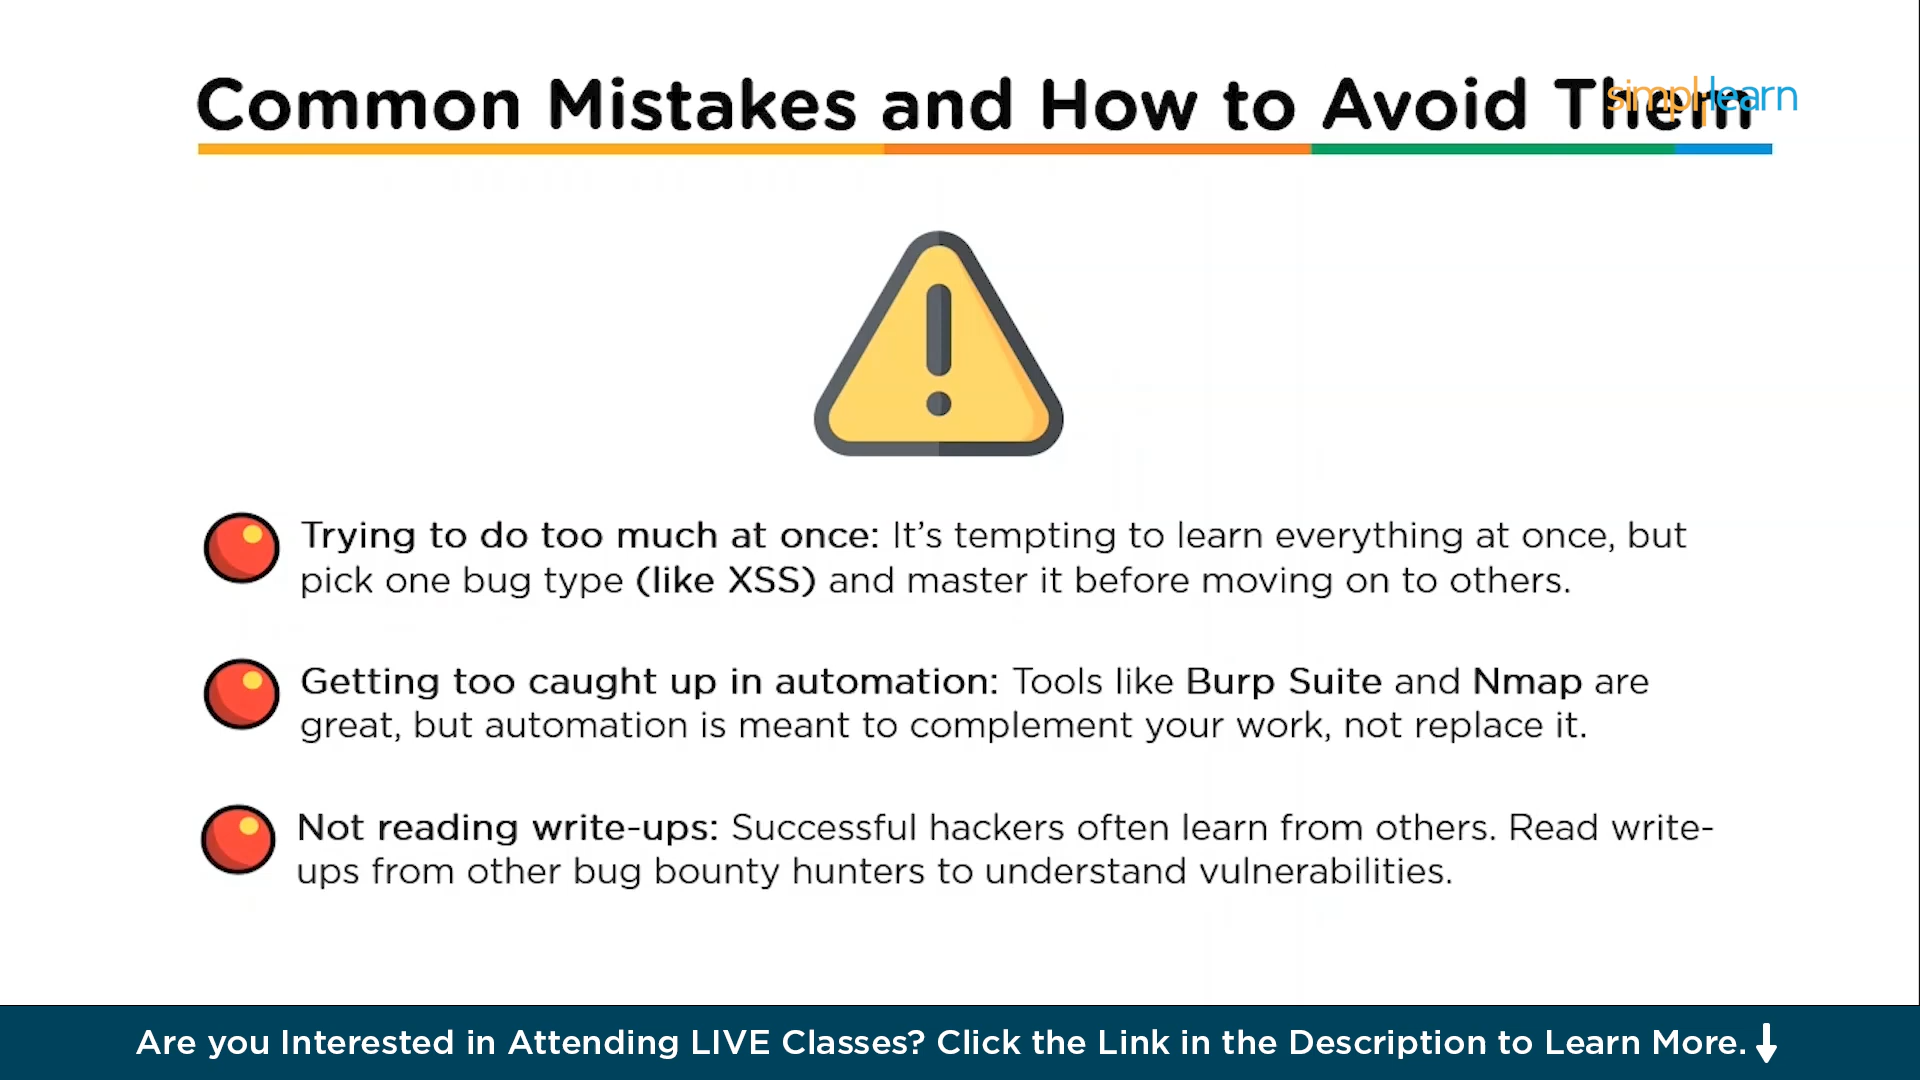 Common Mistakes and How to Avoid Them
simplilearn
Trying to do too much at once: It's tempting to learn everything at once, but
pick one bug type (like XSS) and master it before moving on to others.
Getting too caught up in automation: Tools like Burp Suite and Nmap are
great, but automation is meant to complement your work, not replace it.
Not reading write-ups: Successful hackers often learn from others. Read write-
ups from other bug bounty hunters to understand vulnerabilities.
Are you Interested in Attending LIVE Classes? Click the Link in the Description to Learn More.